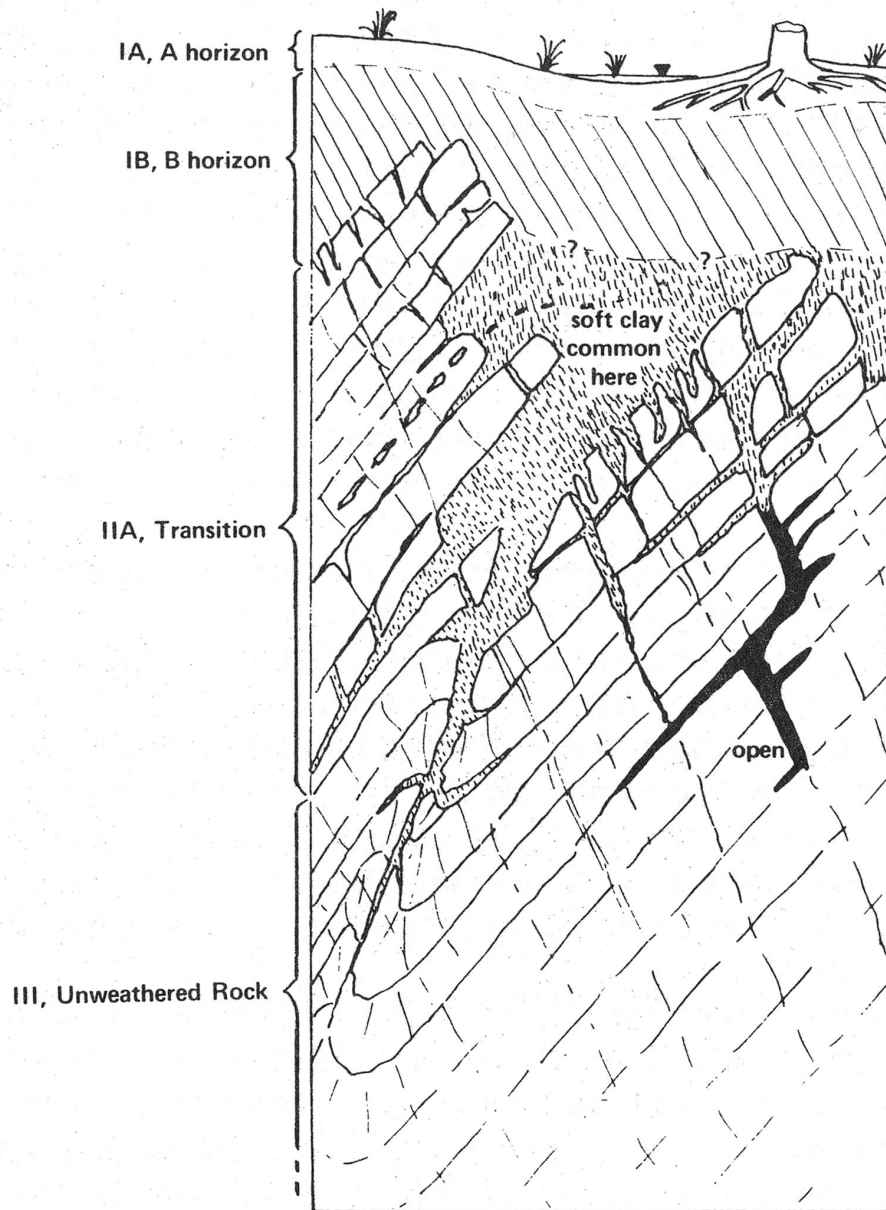 IA, A horizon
IB, B horizon
?
?
soft clay
common
here
IIA, Transition
open
III, Unweathered Rock